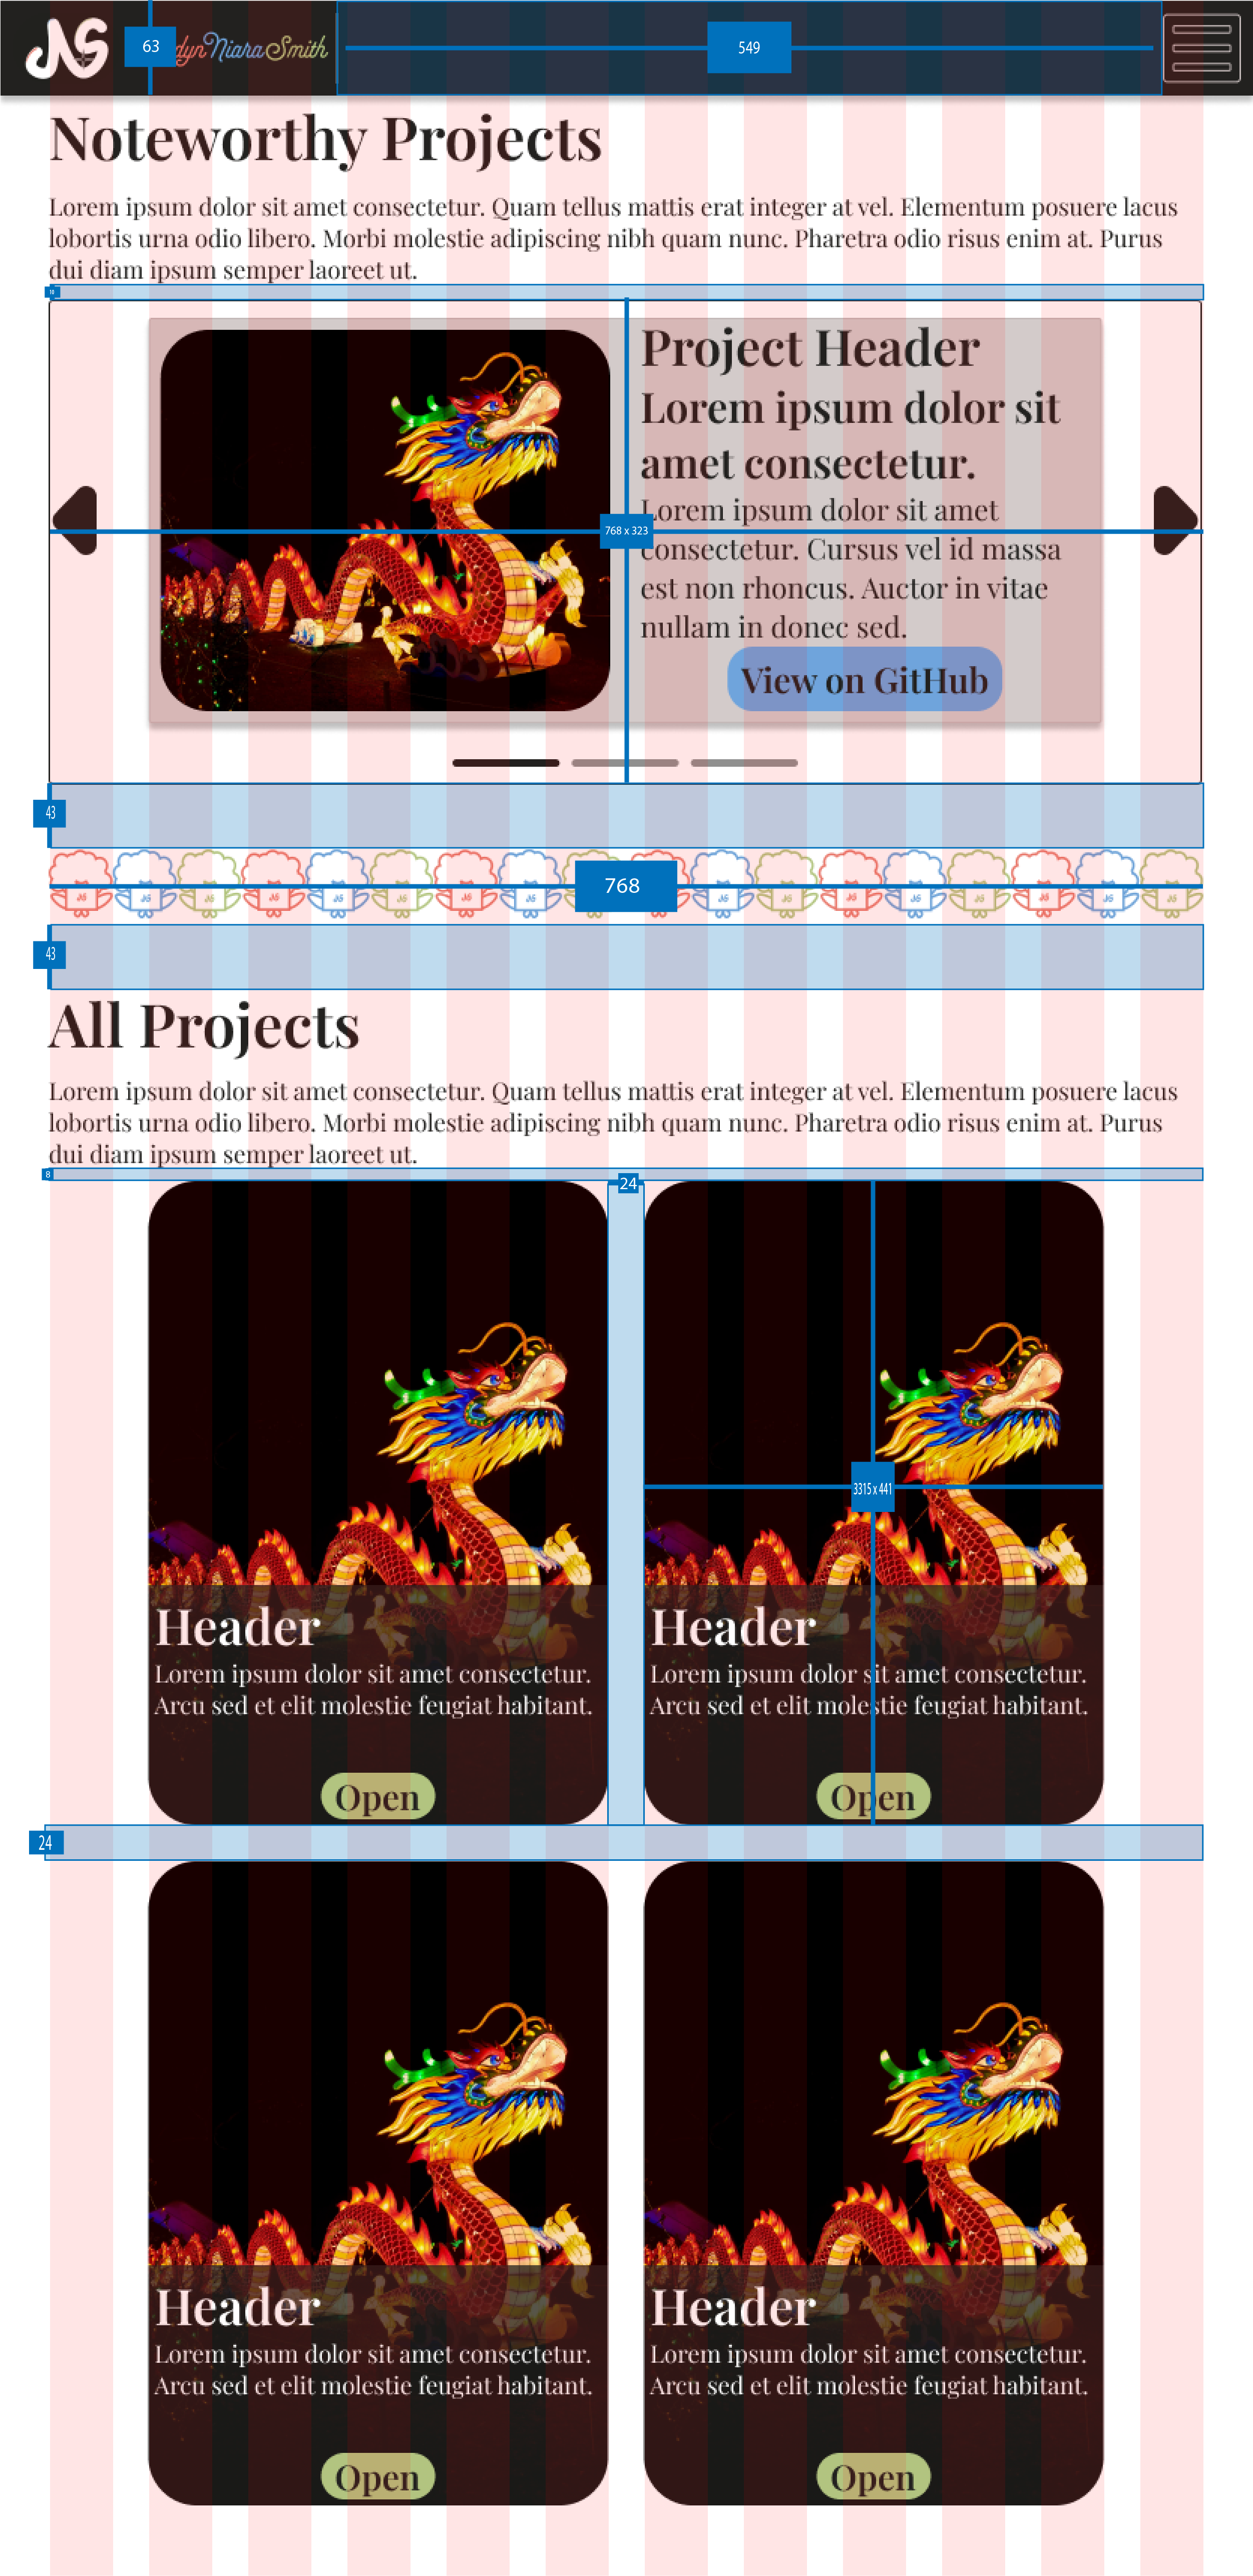 JNS
63
dyn Niara Smith
549
Noteworthy Projects
Lorem ipsum dolor sit amet consectetur. Quam tellus mattis erat integer at vel. Elementum posuere lacus
lobortis urna odio libero. Morbi molestie adipiscing nibh quam nunc. Pharetra odio risus enim at. Purus
dui diam ipsum semper laoreet ut.
Project Header
Lorem ipsum dolor sit
amet consectetur.
Lorem ipsum dolor sit amet
768 x 323
consectetur. Cursus vel id massa
est non rhoncus. Auctor in vitae
nullam in donec sed.
View on GitHub
43
768
43
All Projects
Lorem ipsum dolor sit amet consectetur. Quam tellus mattis erat integer at vel. Elementum posuere lacus
lobortis urna odio libero. Morbi molestie adipiscing nibh quam nunc. Pharetra odio risus enim at. Purus
dui diam ipsum semper laoreet ut.
8
24
3315 x 441
Header
Lorem ipsum dolor sit amet consectetur.
Arcu sed et elit molestie feugiat habitant.
Open
Header
Lorem ipsum dolor sit amet consectetur.
Arcu sed et elit molestie feugiat habitant.
Open
24
Header
Lorem ipsum dolor sit amet consectetur.
Arcu sed et elit molestie feugiat habitant.
Open
Header
Lorem ipsum dolor sit amet consectetur.
Arcu sed et elit molestie feugiat habitant.
Open